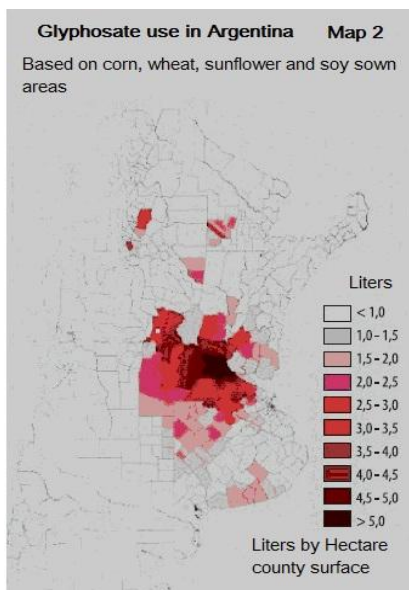 Glyphosate use in Argentina Map 2
Based on corn, wheat, sunflower and soy sown
areas
Liters
< 1,0
1,0 - 1,5
1,5 - 2,0
2,0 - 2,5
2,5 - 3,0
3,0 - 3,5
3,5 - 4,0
4,0 - 4,5
4,5 - 5,0
> 5,0
Liters by Hectare
county surface